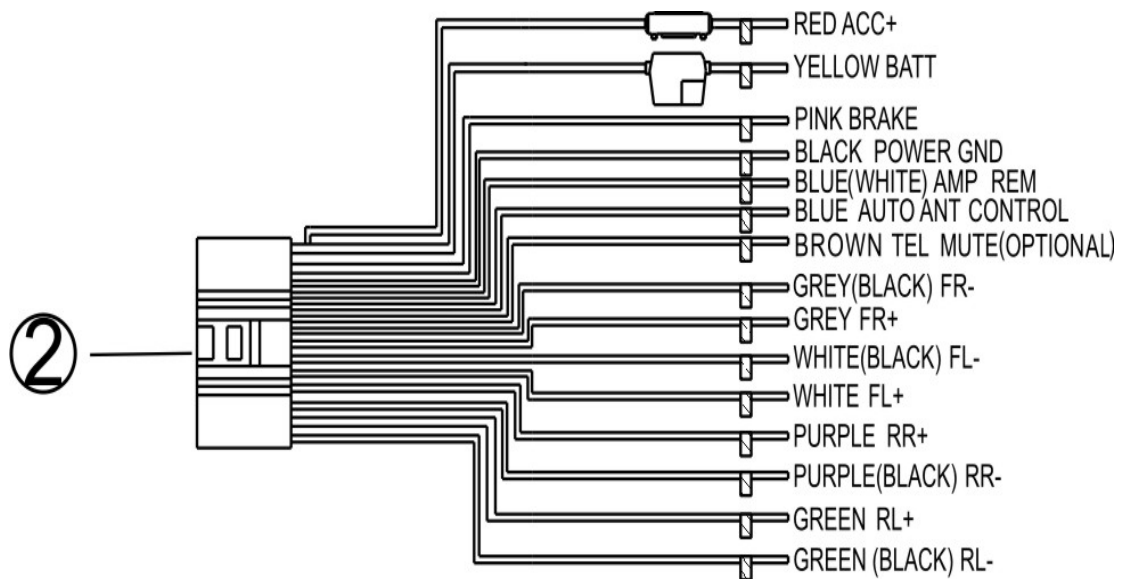 RED ACC+
YELLOW BATT
PINK BRAKE
BLACK POWER GND
BLUE(WHITE) AMP REM
BLUE AUTO ANT CONTROL
BROWN TEL MUTE(OPTIONAL)
GREY(BLACK) FR-
GREY FR+
② WHITE(BLACK) FL-
WHITE FL+
PURPLE RR+
PURPLE(BLACK) RR-
GREEN RL+
GREEN (BLACK) RL-